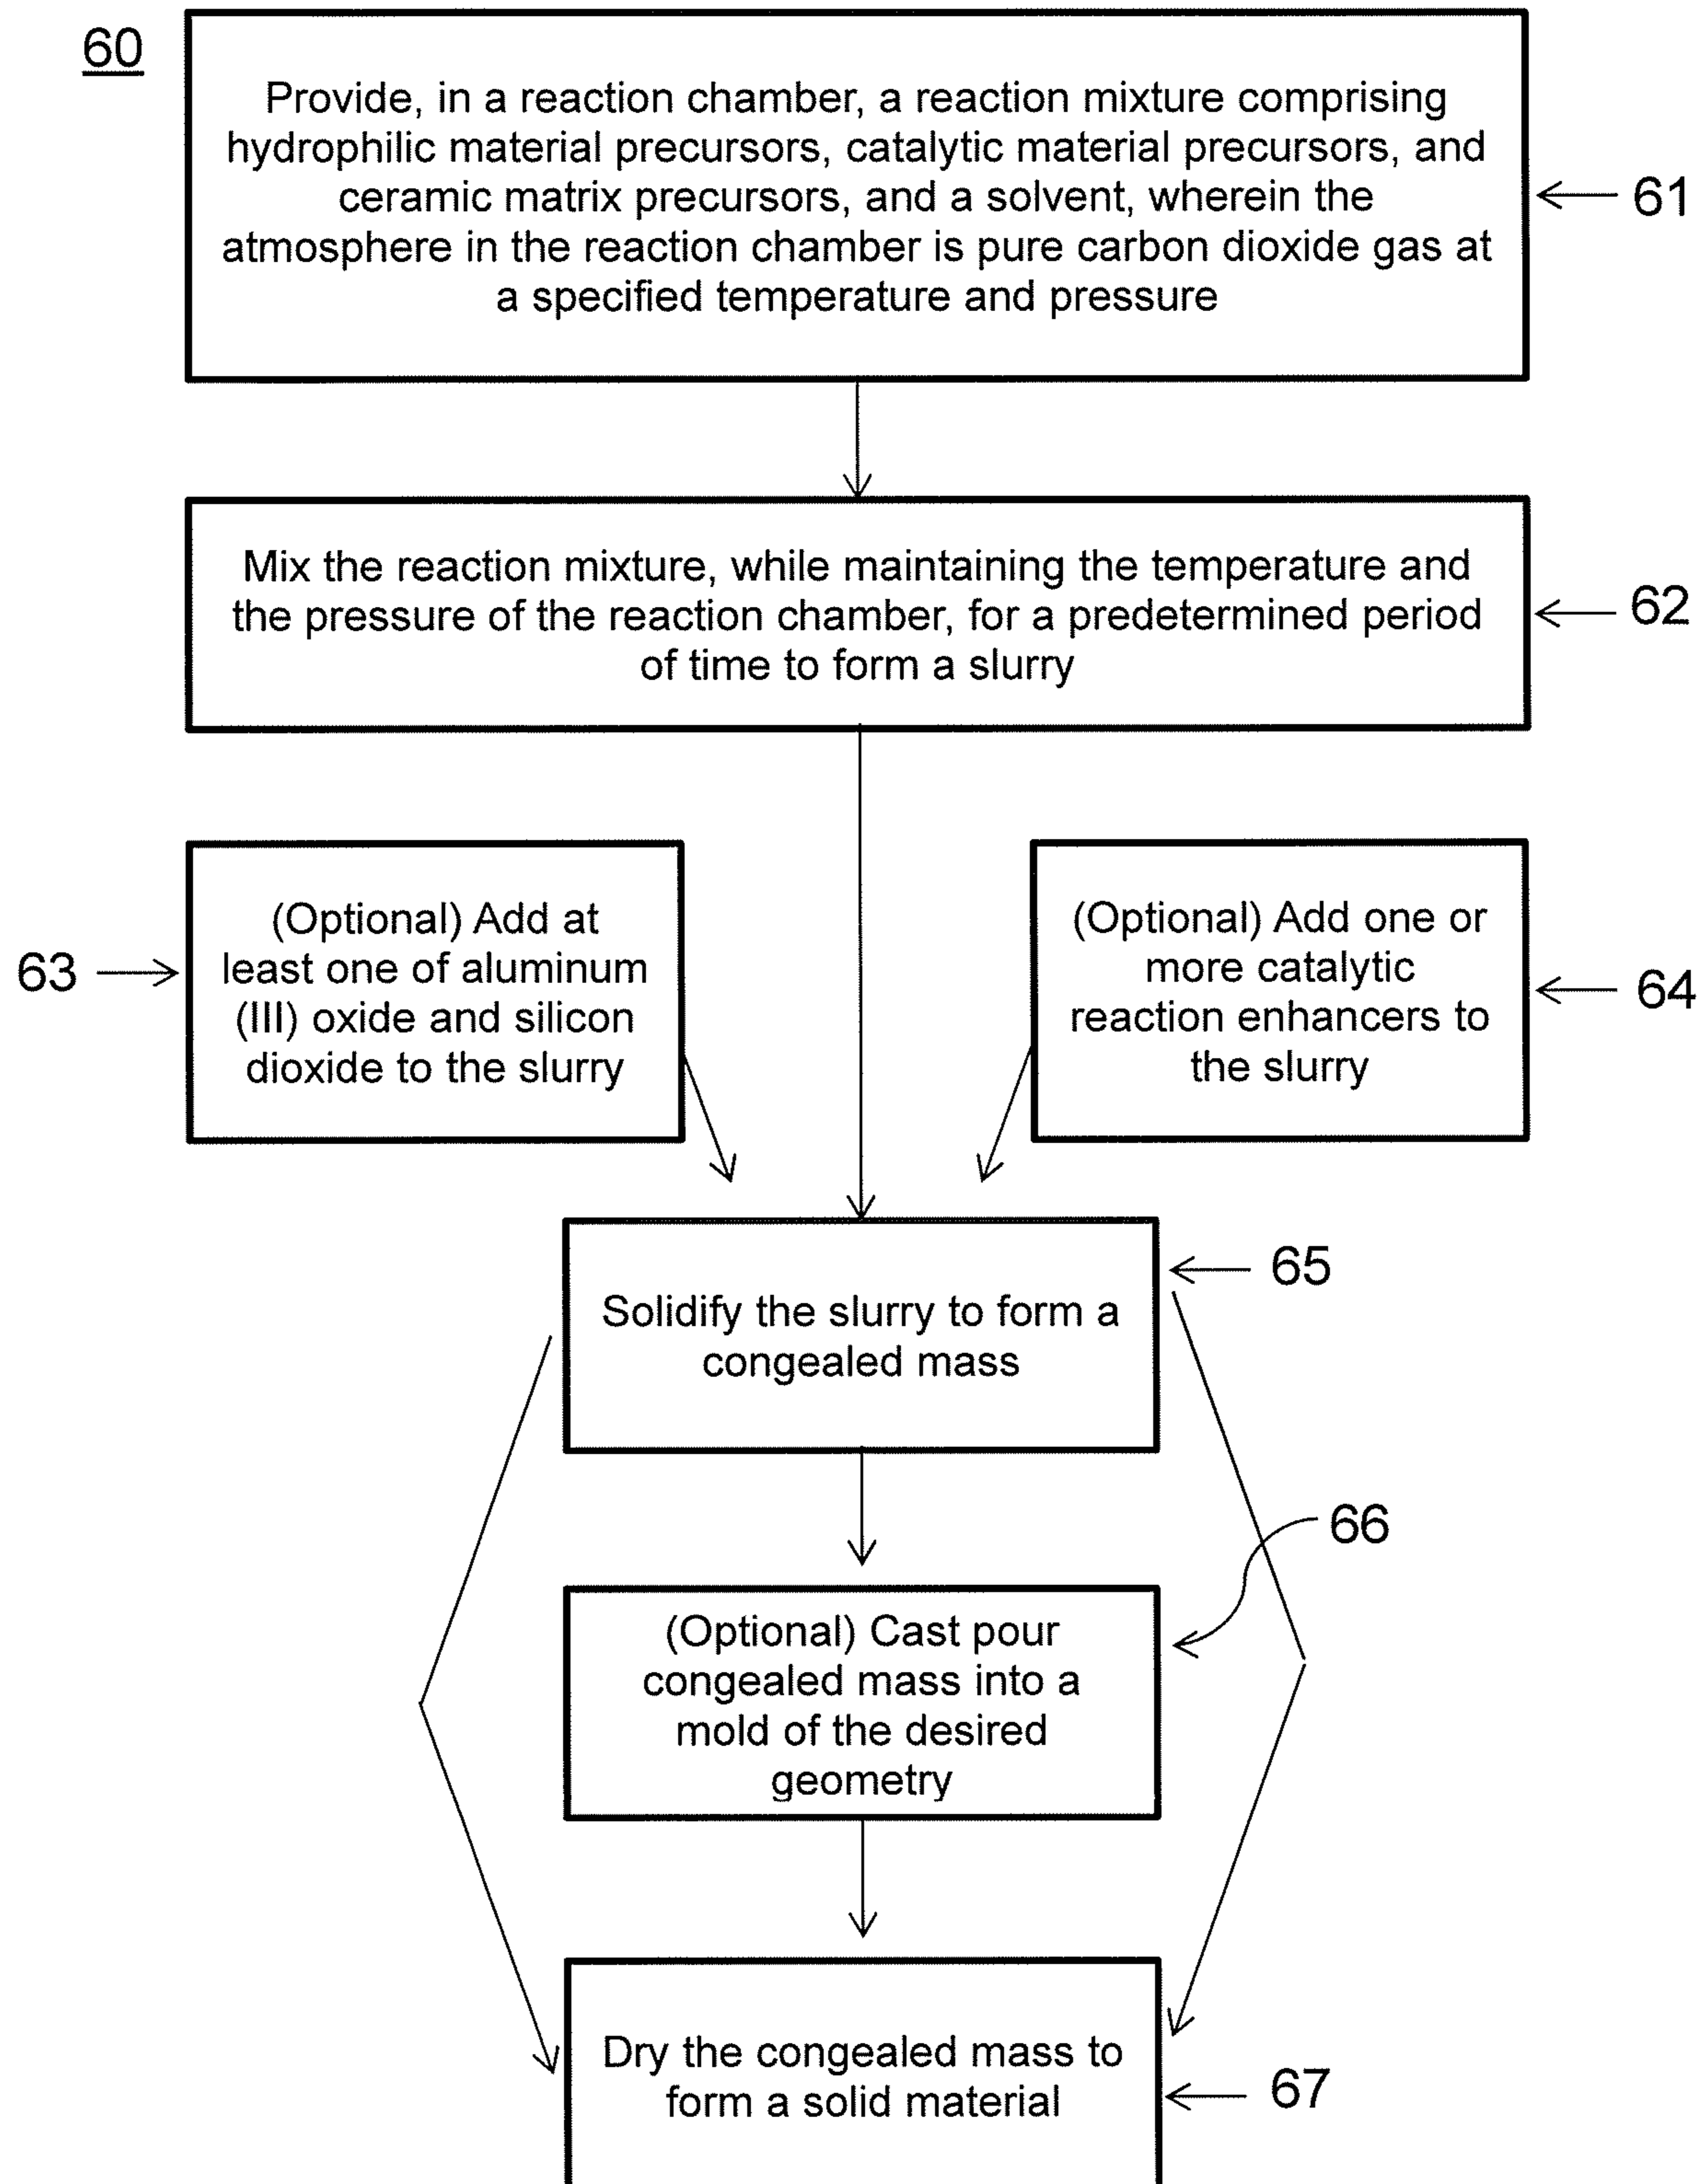 60
Provide, in a reaction chamber, a reaction mixture comprising
hydrophilic material precursors, catalytic material precursors, and
ceramic matrix precursors, and a solvent, wherein the
atmosphere in the reaction chamber is pure carbon dioxide gas at
a specified temperature and pressure
61
Mix the reaction mixture, while maintaining the temperature and
the pressure of the reaction chamber, for a predetermined period
of time to form a slurry
62
63
(Optional) Add at
least one of aluminum
(III) oxide and silicon
dioxide to the slurry
(Optional) Add one or
more catalytic
reaction enhancers to
the slurry
64
Solidify the slurry to form a
congealed mass
65
66
(Optional) Cast pour
congealed mass into a
mold of the desired
geometry
Dry the congealed mass to
form a solid material
67